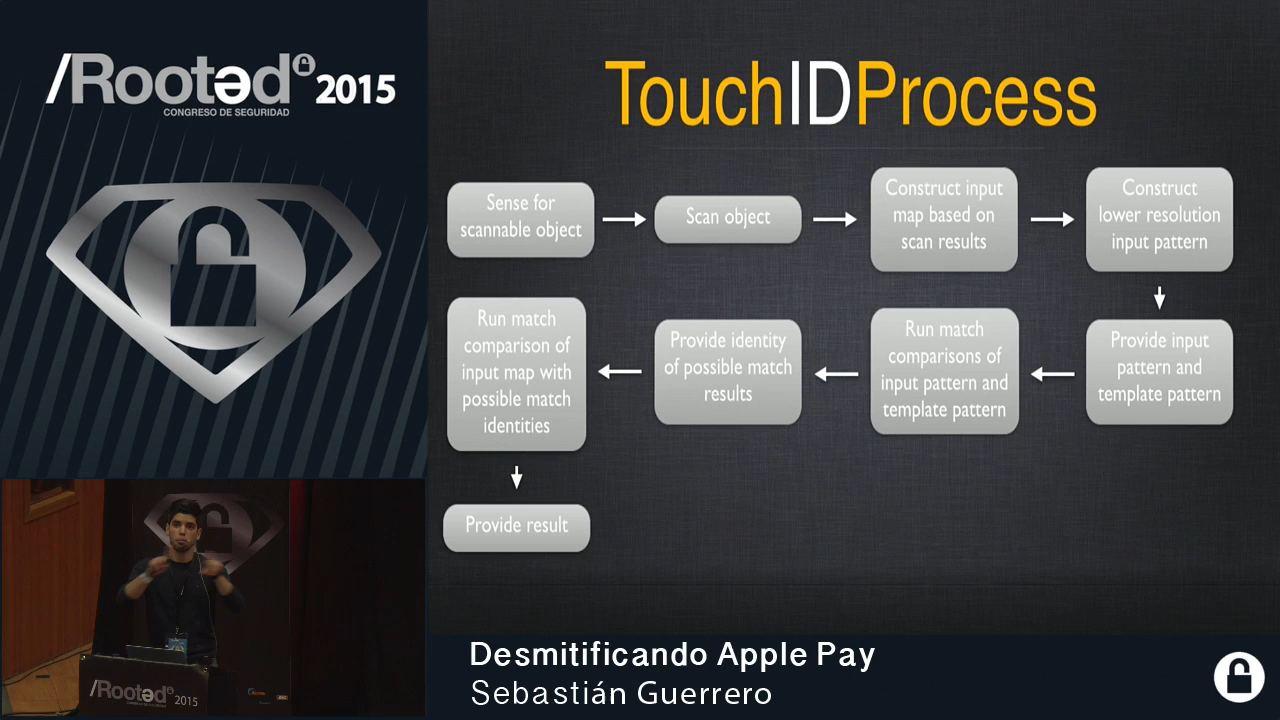 /Rooted 2015
CONGRESO DE SEGURIDAD
TouchIDProcess
Sense for
scannable object
Scan object
Construct input
map based on
scan results
Construct
lower resolution
input pattern
Provide input
pattern and
template pattern
Run match
comparisons of
input pattern and
template pattern
Provide identity
of possible match
results
Run match
comparison of
input map with
possible match
identities
Provide result
/Rooted 2015
Desmitificando Apple Pay
Sebastián Guerrero